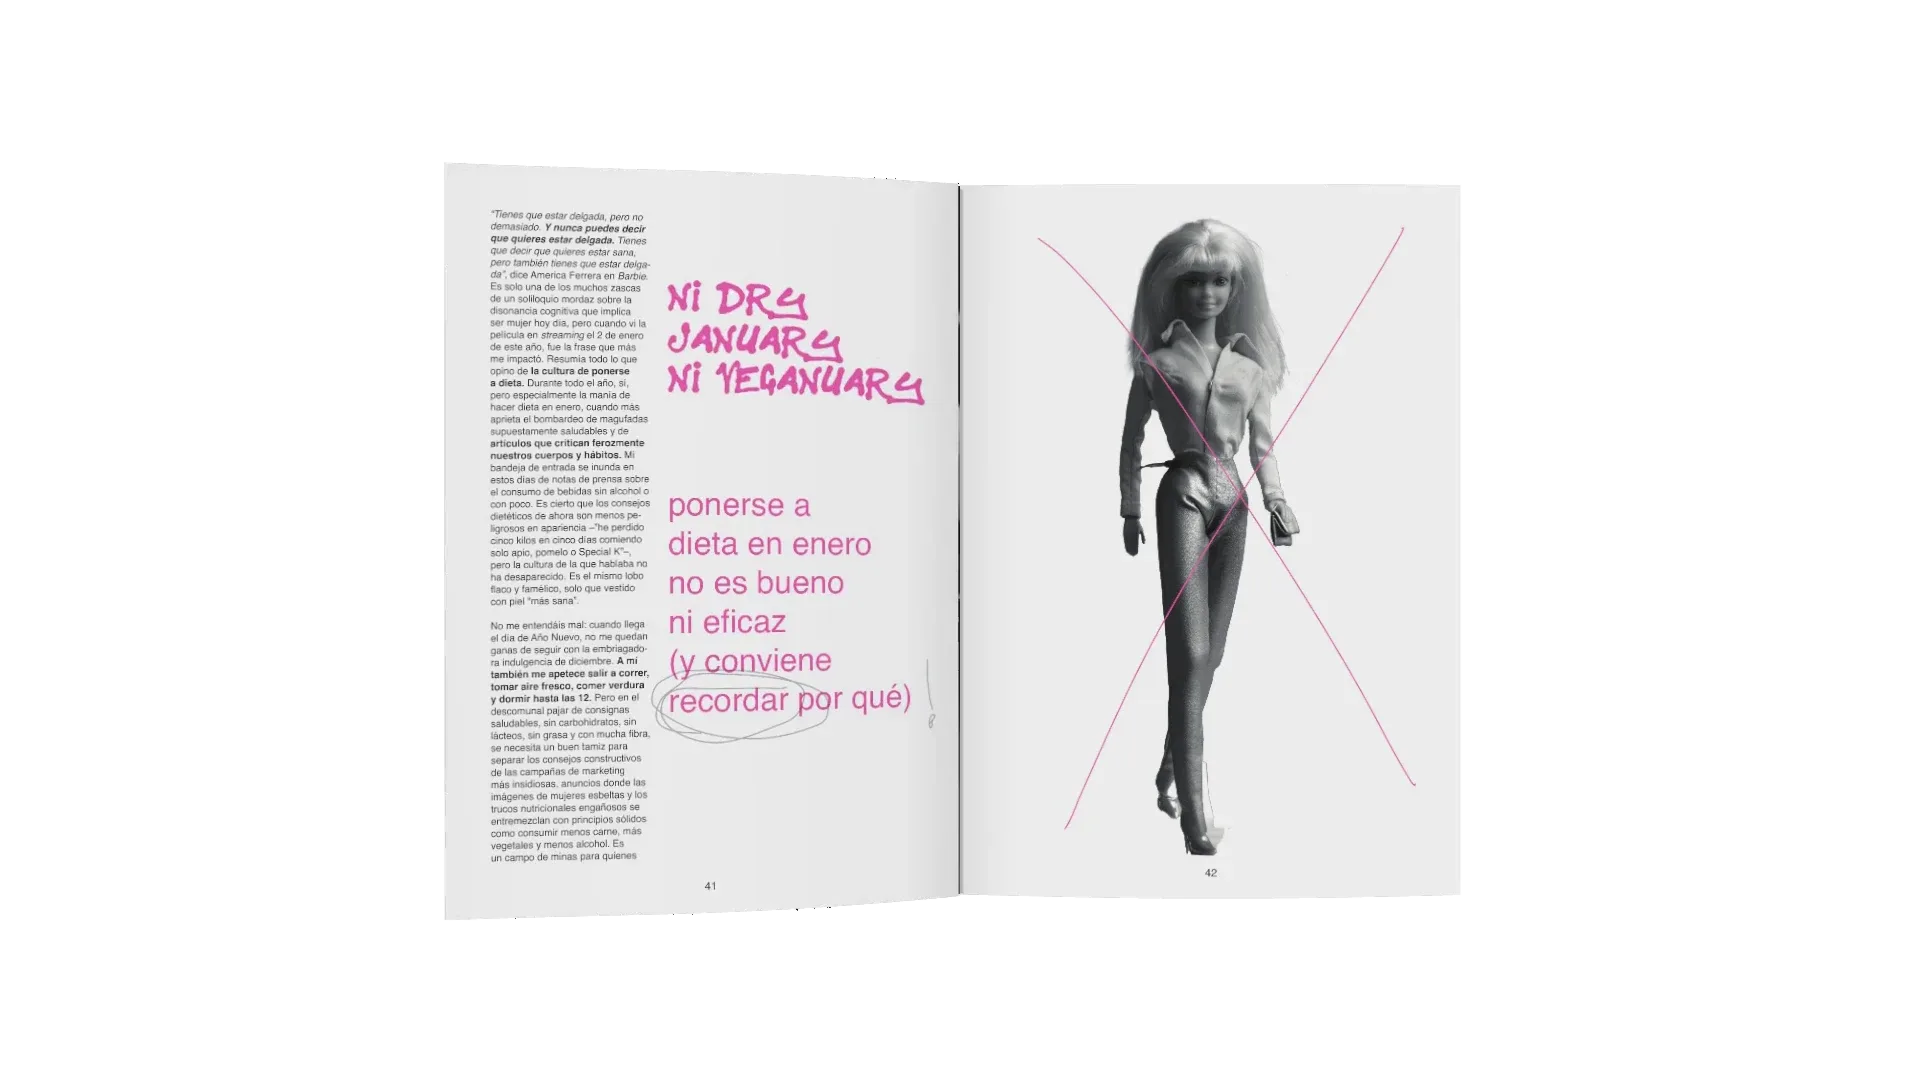 "Tienes que estar delgada, pero no
demasiado. Y nunca puedes decir
que quieres estar delgada. Tienes
que decir que quieres estar sana,
pero también tienes que estar delga-
da", dice America Ferrera en Barbie.
Es solo una de los muchos zascas
de un soliloquio mordaz sobre la
disonancia cognitiva que implica
ser mujer hoy día, pero cuando vi la
película en streaming el 2 de enero
de este año, fue la frase que más
me impactó. Resumía todo lo que
opino de la cultura de ponerse
a dieta. Durante todo el año, sí,
pero especialmente la manía de
hacer dieta en enero, cuando más
aprieta el bombardeo de magufadas
supuestamente saludables y de
artículos que critican ferozmente
nuestros cuerpos y hábitos. Mi
bandeja de entrada se inunda en
estos días de notas de prensa sobre
el consumo de bebidas sin alcohol o
con poco. Es cierto que los consejos
dietéticos de ahora son menos pe-
ligrosos en apariencia –"he perdido
cinco kilos en cinco días comiendo
solo apio, pomelo o Special K"–,
pero la cultura de la que hablaba no
ha desaparecido. Es el mismo lobo
flaco y famélico, solo que vestido
con piel "más sana".
No me entendáis mal: cuando llega
el día de Año Nuevo, no me quedan
ganas de seguir con la embriagado-
ra indulgencia de diciembre. A mí
también me apetece salir a correr,
tomar aire fresco, comer verdura
y dormir hasta las 12. Pero en el
descomunal pajar de consignas
saludables, sin carbohidratos, sin
lácteos, sin grasa y con mucha fibra,
se necesita un buen tamiz para
separar los consejos constructivos
de las campañas de marketing
más insidiosas, anuncios donde las
imágenes de mujeres esbeltas y los
trucos nutricionales engañosos se
entremezclan con principios sólidos
como consumir menos carne, más
vegetales y menos alcohol. Es
un campo de minas para quienes
Ni DRY
JANUARY
Ni VEGANUARY
ponerse a
dieta en enero
no es bueno
ni eficaz
(y conviene
recordar por qué)
!
41
42